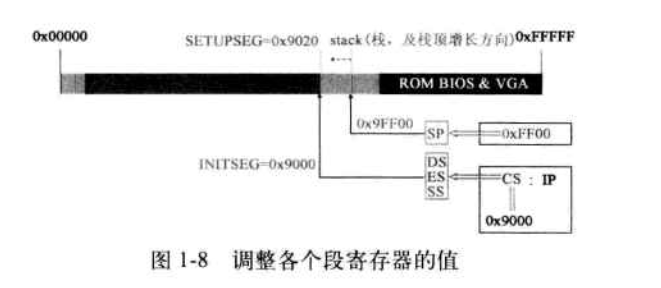 0x00000
SETUPSEG=0x9020 stack(栈，及栈顶增长方向)0xFFFFF
ROM BIOS & VGA
0x9FF00
SP
0xFF00
INITSEG=0x9000
DS
ES
SS
CS : IP
0x9000
图 1-8 调整各个段寄存器的值